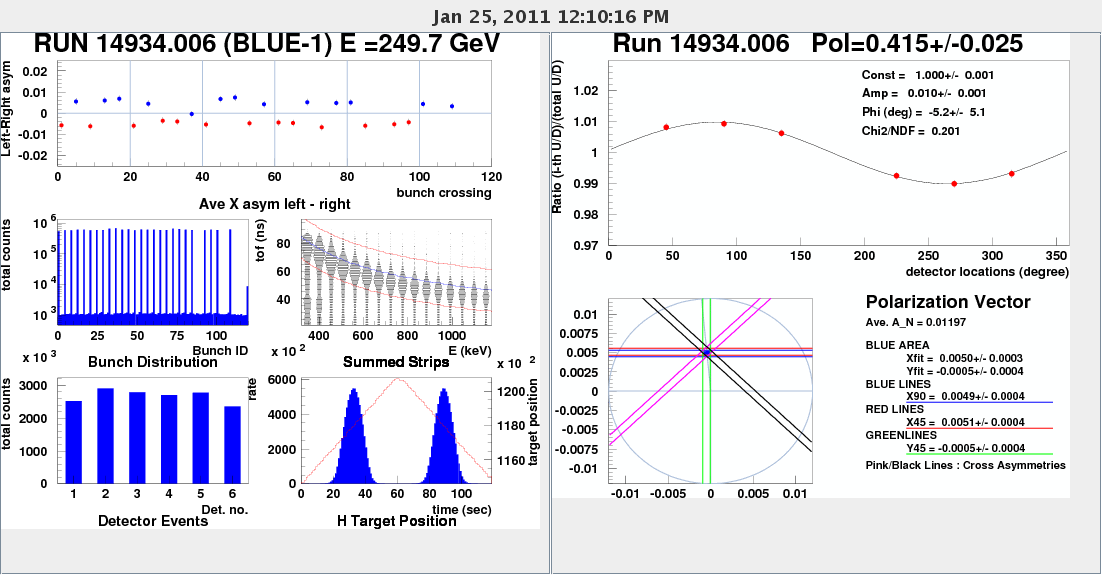 Jan 25, 2011 12:10:16 PM
RUN 14934.006 (BLUE-1) E =249.7 GeV
Left-Right asym
0.02
0.01
0
-0.01
-0.02
0 20 40 60 80 100 120
bunch crossing
Ave X asym left - right
total counts
10^6
10^5
10^4
10^3
0 25 50 75 100
Bunch ID
Bunch Distribution
tof (ns)
80
60
40
400 600 800 1000
E (keV)
Summed Strips
x 10^3
total counts
3000
2500
2000
1500
1000
500
0
1 2 3 4 5 6
Det. no.
Detector Events
x 10^2
rate
6000
4000
2000
0
0 20 40 60 80 100
time (sec)
x 10^2
1200
1180
1160
target position
H Target Position
Run 14934.006 Pol=0.415+/-0.025
Ratio (i-th U/D)/(total U/D)
1.02
1.01
1
0.99
0.98
0.97
Const = 1.000+/- 0.001
Amp = 0.010+/- 0.001
Phi (deg) = -5.2+/- 5.1
Chi2/NDF = 0.201
0 50 100 150 200 250 300 350
detector locations (degree)
0.01
0.0075
0.005
0.0025
0
-0.0025
-0.005
-0.0075
-0.01
-0.01 -0.005 0 0.005 0.01
Polarization Vector
Ave. A_N = 0.01197
BLUE AREA
Xfit = 0.0050+/- 0.0003
Yfit = -0.0005+/- 0.0004
BLUE LINES
X90 = 0.0049+/- 0.0004
RED LINES
X45 = 0.0051+/- 0.0004
GREENLINES
Y45 = -0.0005+/- 0.0004
Pink/Black Lines : Cross Asymmetries